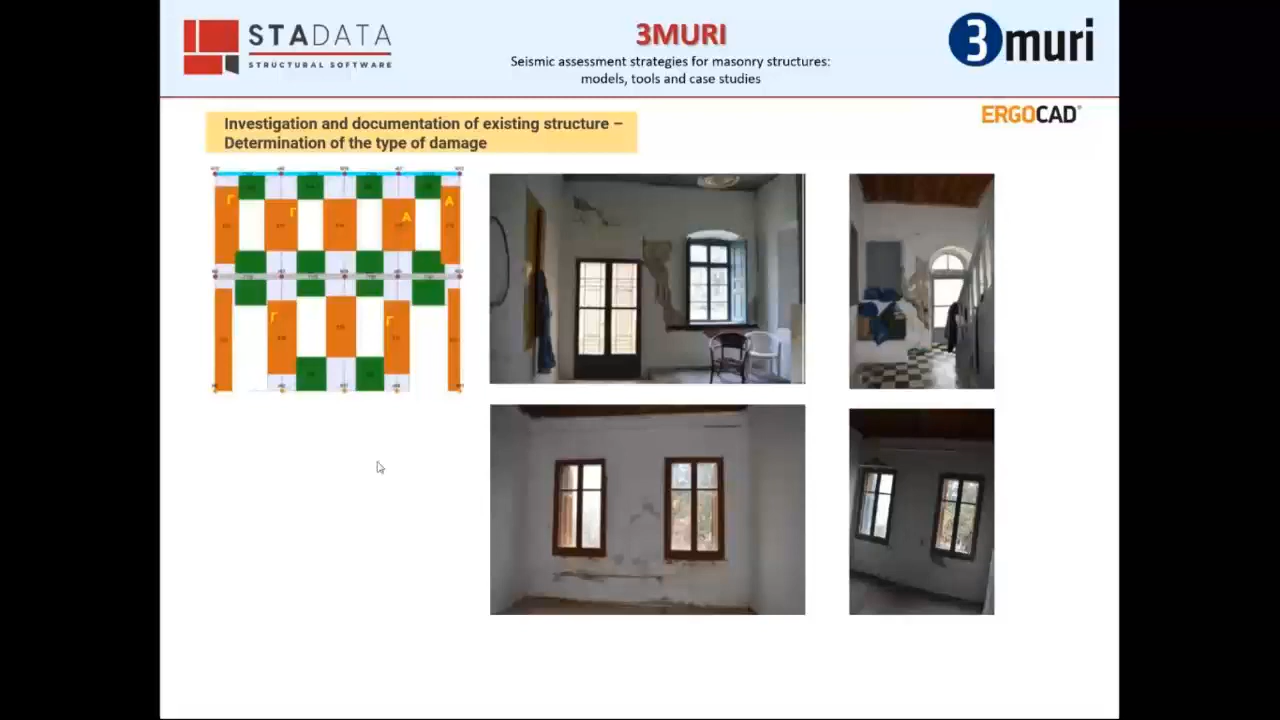 STADATA
STRUCTURAL SOFTWARE
3MURI
Seismic assessment strategies for masonry structures:
models, tools and case studies
3muri
ERGOCAD
Investigation and documentation of existing structure –
Determination of the type of damage
Γ
Γ
Α
Α
Γ
Γ